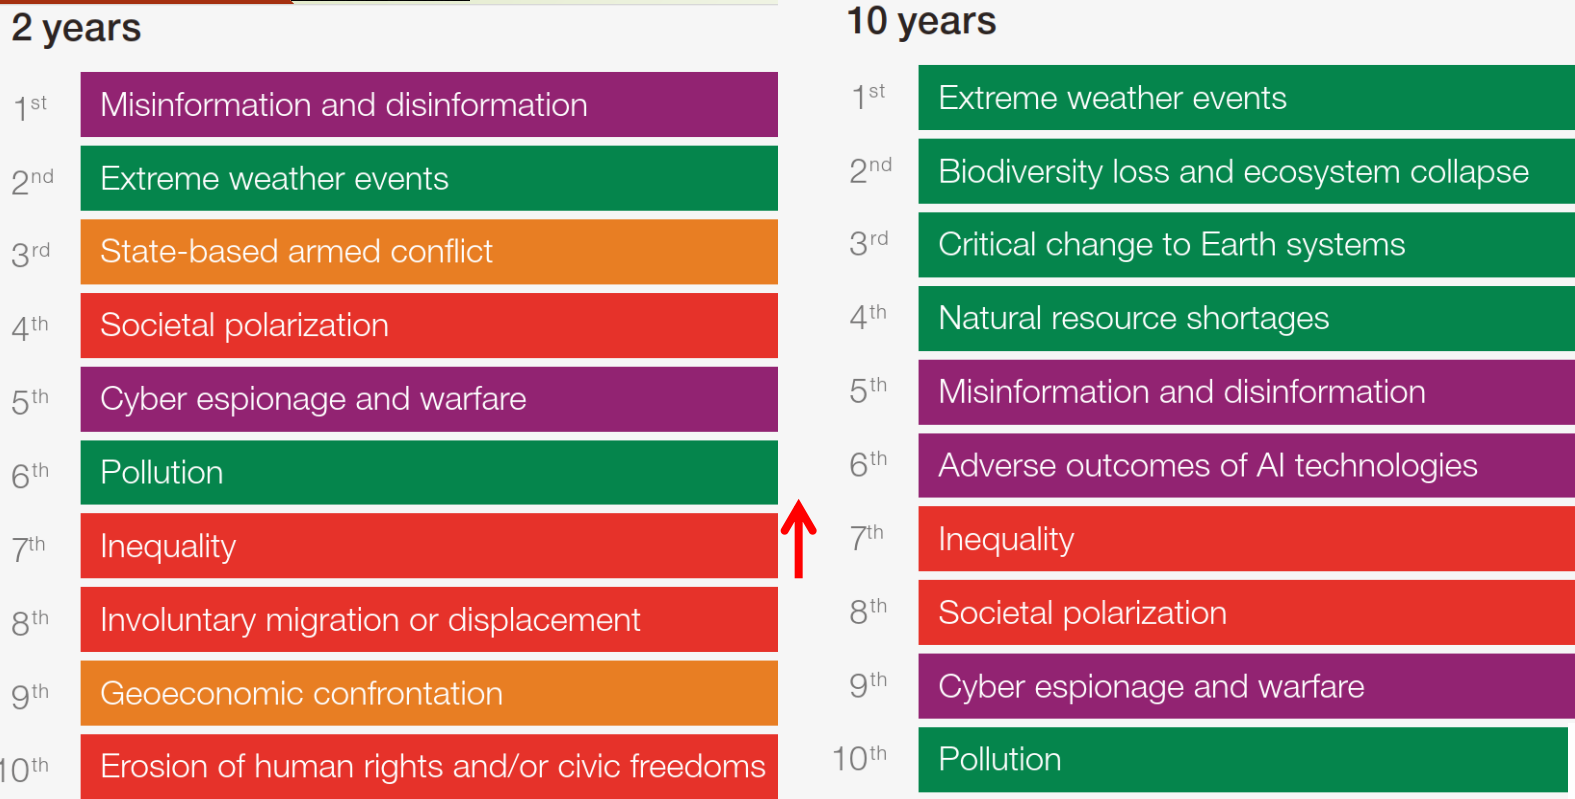 2 years
1st Misinformation and disinformation
2nd Extreme weather events
3rd State-based armed conflict
4th Societal polarization
5th Cyber espionage and warfare
6th Pollution
7th Inequality
8th Involuntary migration or displacement
9th Geoeconomic confrontation
10th Erosion of human rights and/or civic freedoms
10 years
1st Extreme weather events
2nd Biodiversity loss and ecosystem collapse
3rd Critical change to Earth systems
4th Natural resource shortages
5th Misinformation and disinformation
6th Adverse outcomes of AI technologies
7th Inequality
8th Societal polarization
9th Cyber espionage and warfare
10th Pollution